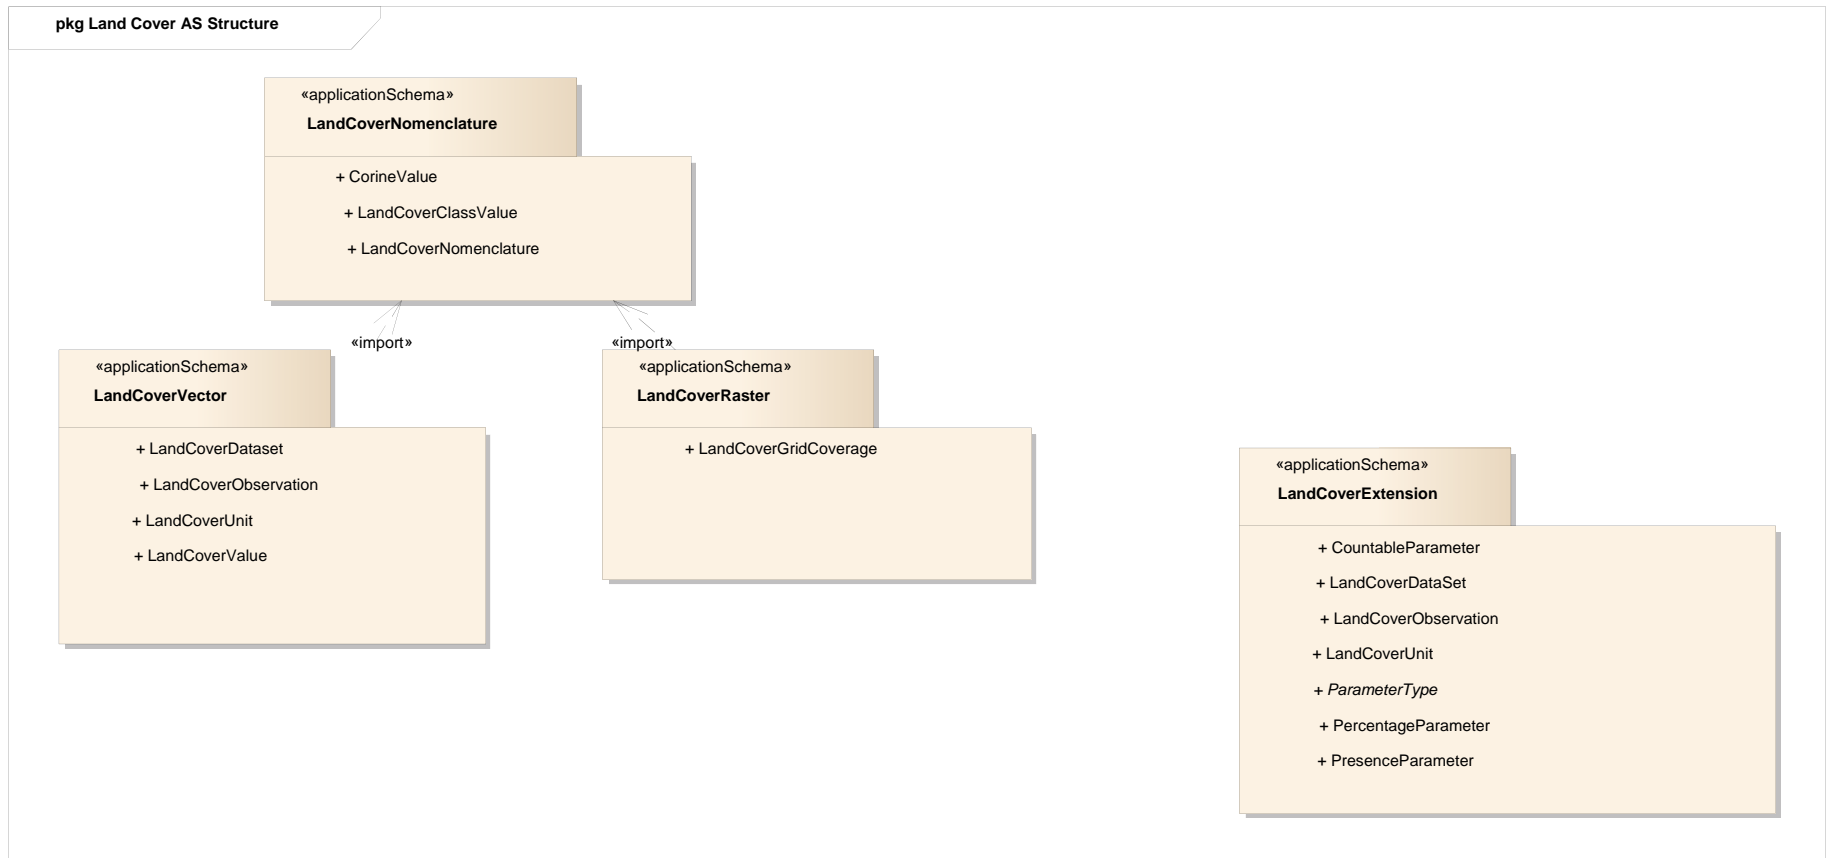 pkg Land Cover AS Structure
«applicationSchema»
LandCoverNomenclature
+ CorineValue
+ LandCoverClassValue
+ LandCoverNomenclature
«import»
«import»
«applicationSchema»
LandCoverVector
+ LandCoverDataset
+ LandCoverObservation
+ LandCoverUnit
+ LandCoverValue
«applicationSchema»
LandCoverRaster
+ LandCoverGridCoverage
«applicationSchema»
LandCoverExtension
+ CountableParameter
+ LandCoverDataSet
+ LandCoverObservation
+ LandCoverUnit
+ ParameterType
+ PercentageParameter
+ PresenceParameter